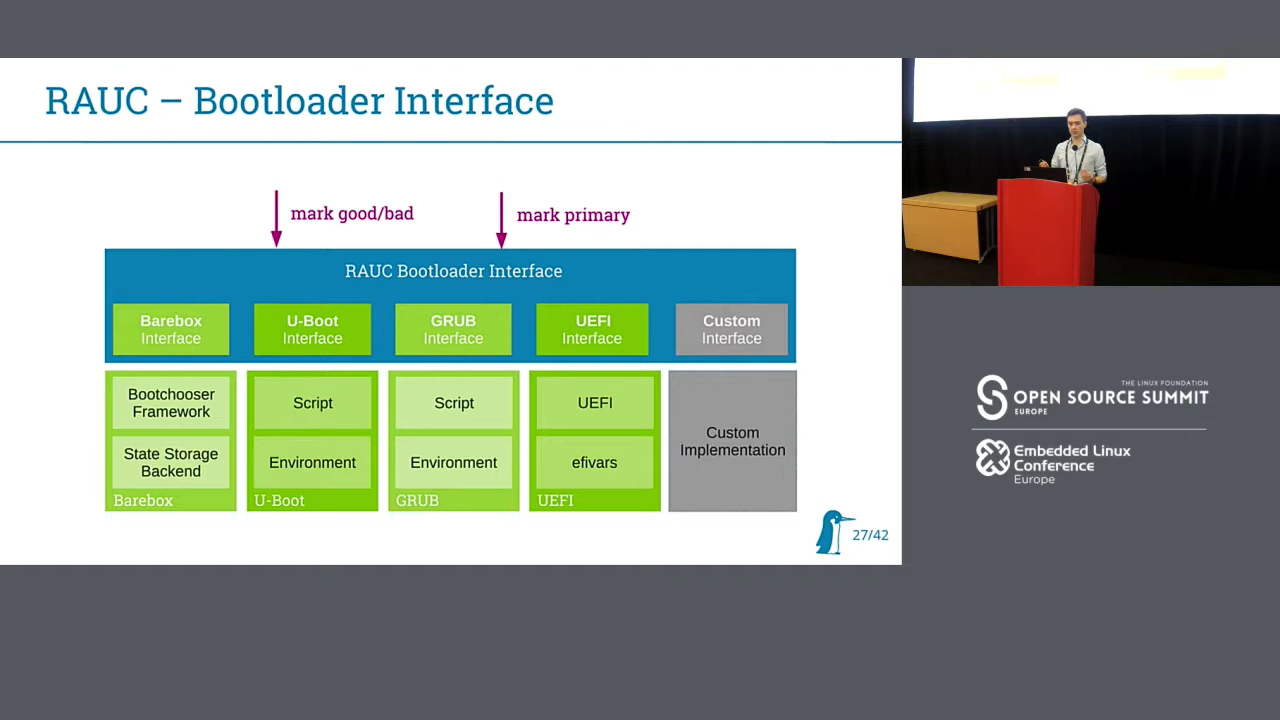 RAUC – Bootloader Interface
mark good/bad
mark primary
RAUC Bootloader Interface
Barebox
Interface
U-Boot
Interface
GRUB
Interface
UEFI
Interface
Custom
Interface
Bootchooser
Framework
State Storage
Backend
Barebox
Script
Environment
U-Boot
Script
Environment
GRUB
UEFI
efivars
UEFI
Custom
Implementation
27/42
THE LINUX FOUNDATION
OPEN SOURCE SUMMIT
EUROPE
Embedded Linux
Conference
Europe